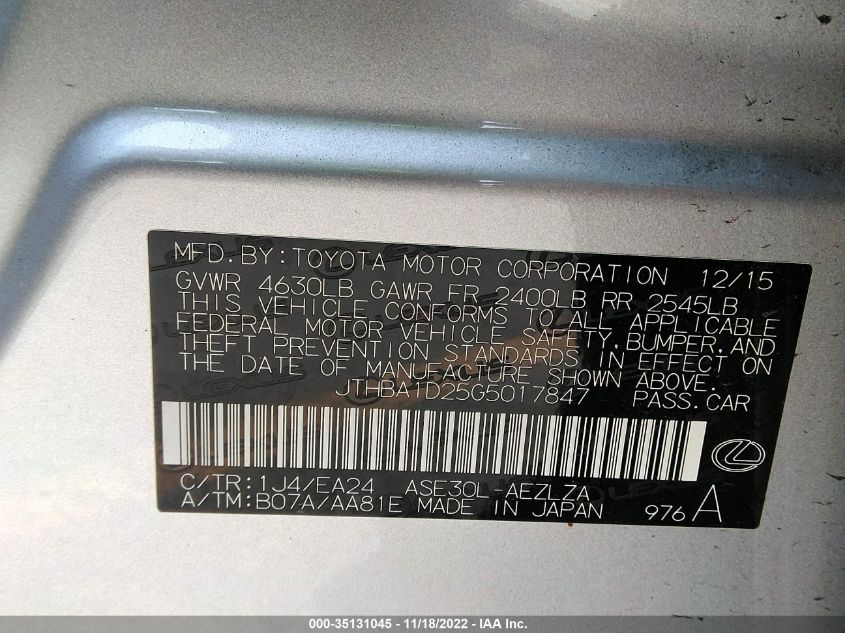 MFD.BY:TOYOTA MOTOR CORPORATION 12/15
GVWR 4630LB GAWR FR 2400LB RR 2545LB
THIS VEHICLE CONFORMS TO ALL APPLICABLE
FEDERAL MOTOR VEHICLE SAFETY,BUMPER,AND
THEFT PREVENTION STANDARDS IN EFFECT ON
THE DATE OF MANUFACTURE SHOWN ABOVE.
JTHBA1D25G5017847 PASS.CAR
C/TR:1J4/EA24 ASE30L-AEZLZA
A/TM:B07A/AA81E MADE IN JAPAN 976 A
000-35131045 - 11/18/2022 - IAA Inc.